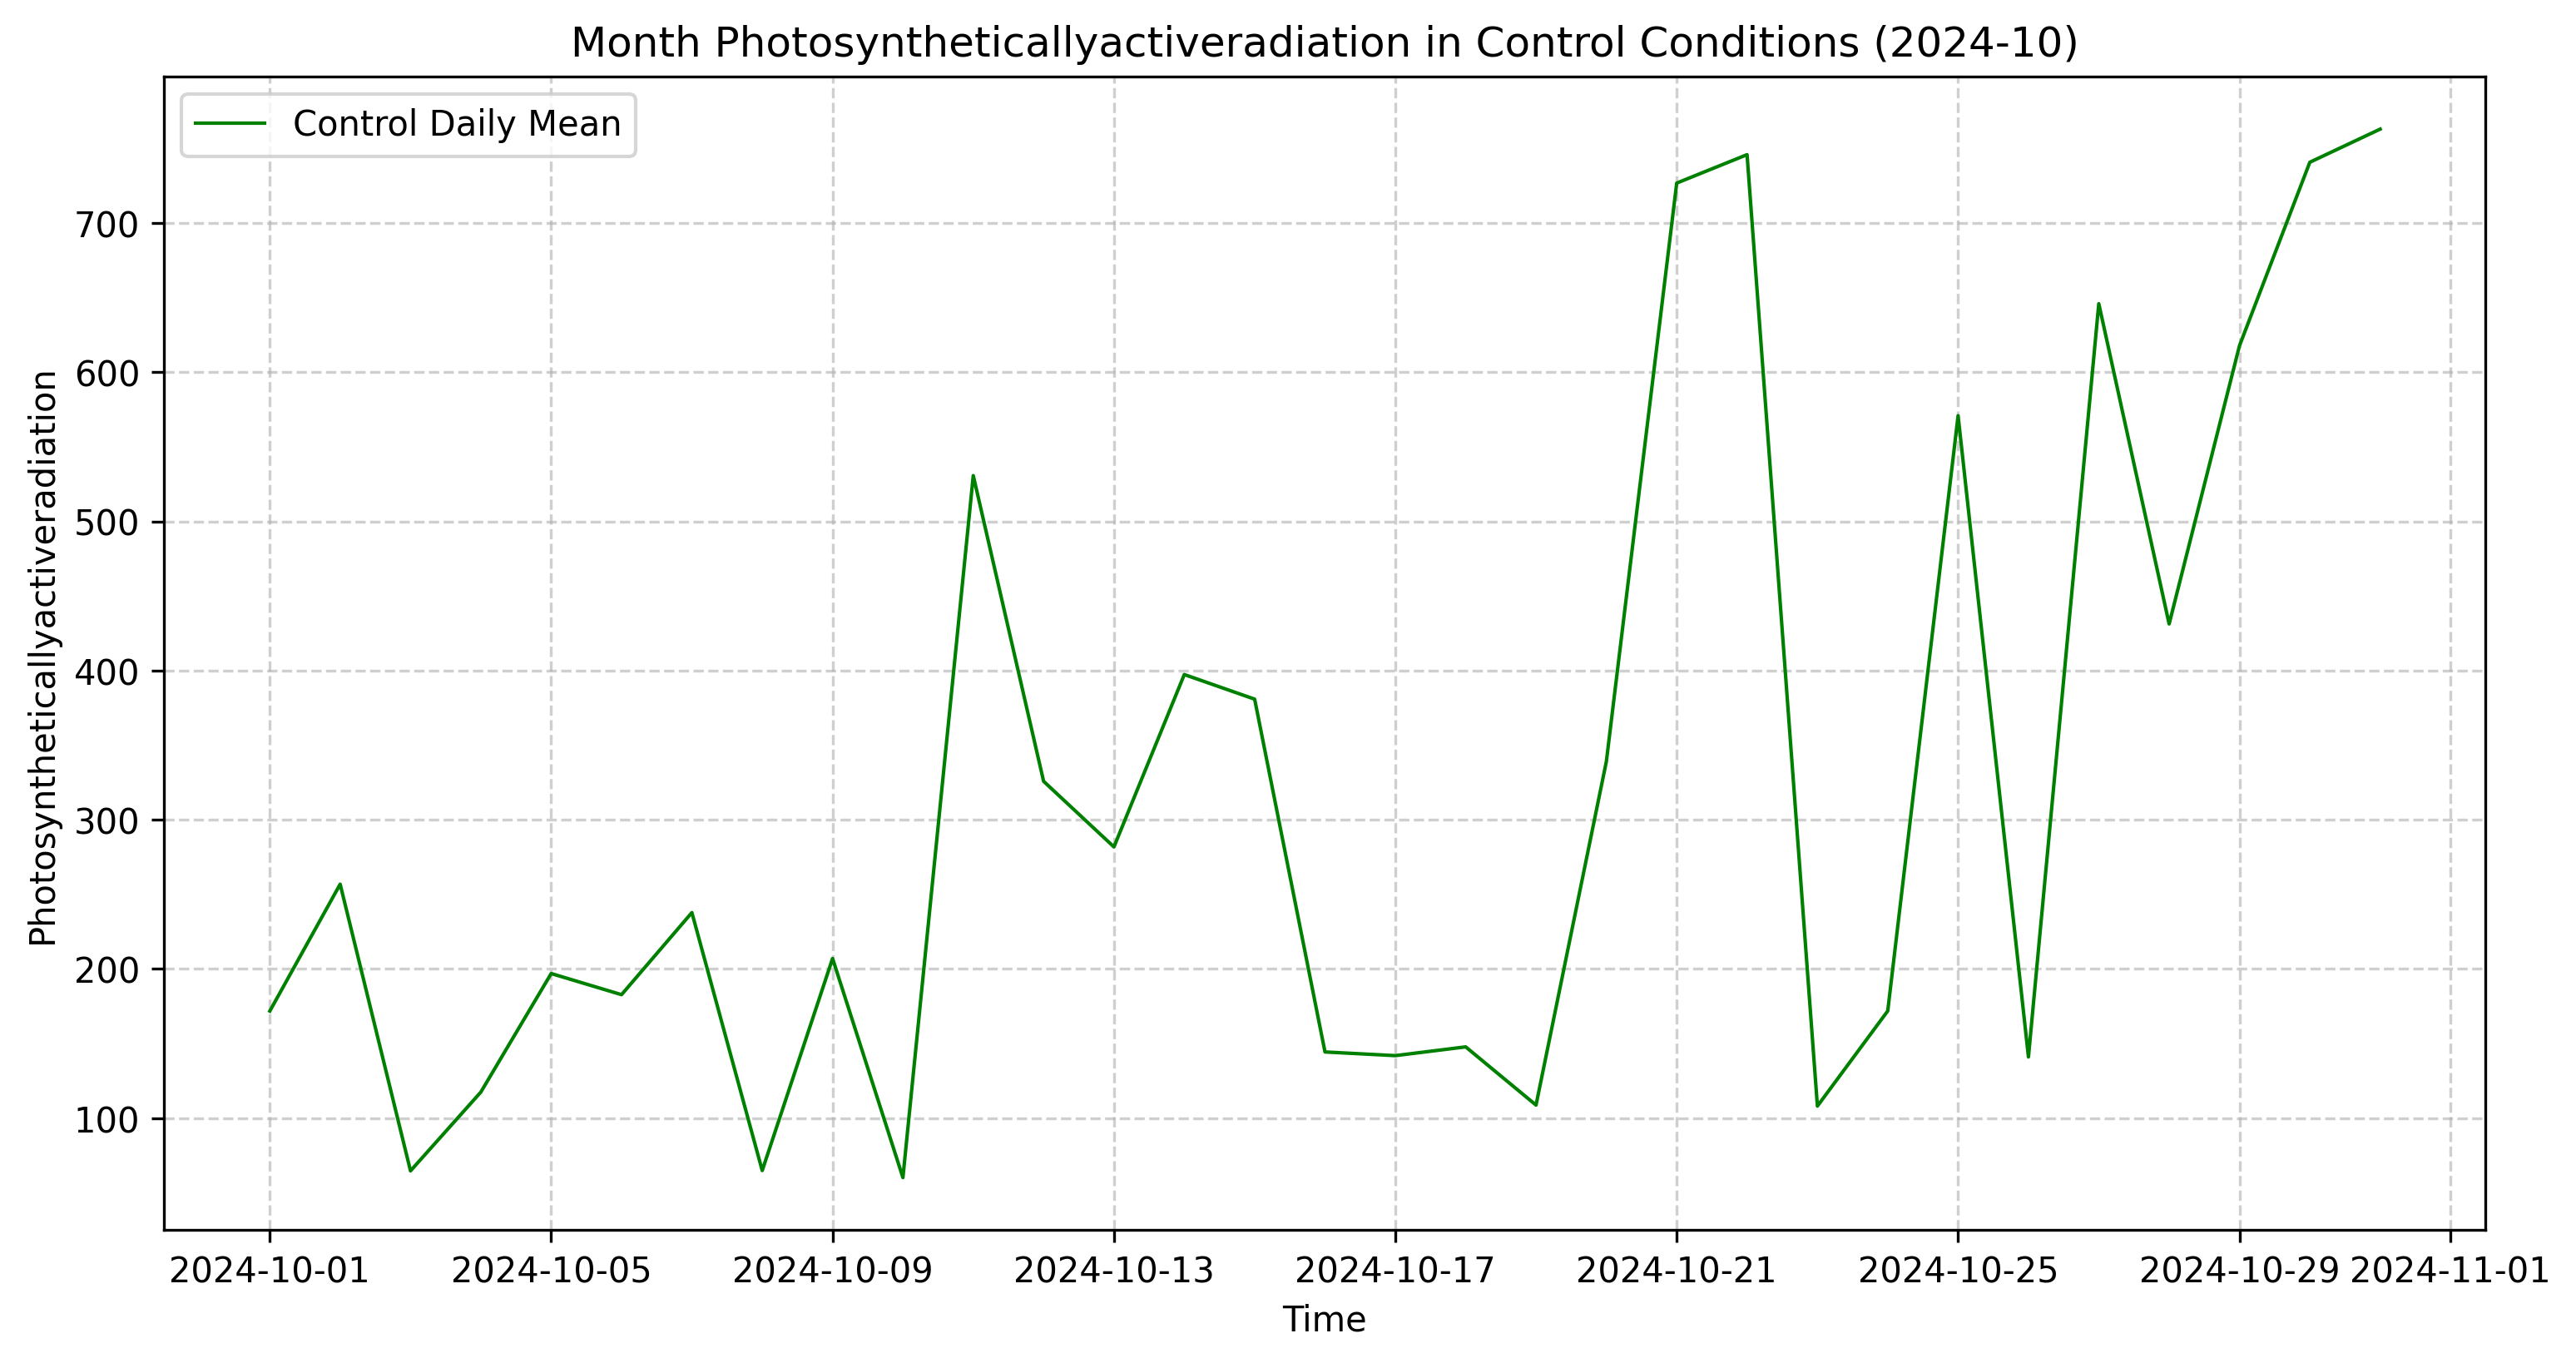 Month Photosyntheticallyactiveradiation in Control Conditions (2024-10)
Control Daily Mean
Photosyntheticallyactiveradiation
700
600
500
400
300
200
100
2024-10-01 2024-10-05 2024-10-09 2024-10-13 2024-10-17 2024-10-21 2024-10-25 2024-10-29 2024-11-01
Time